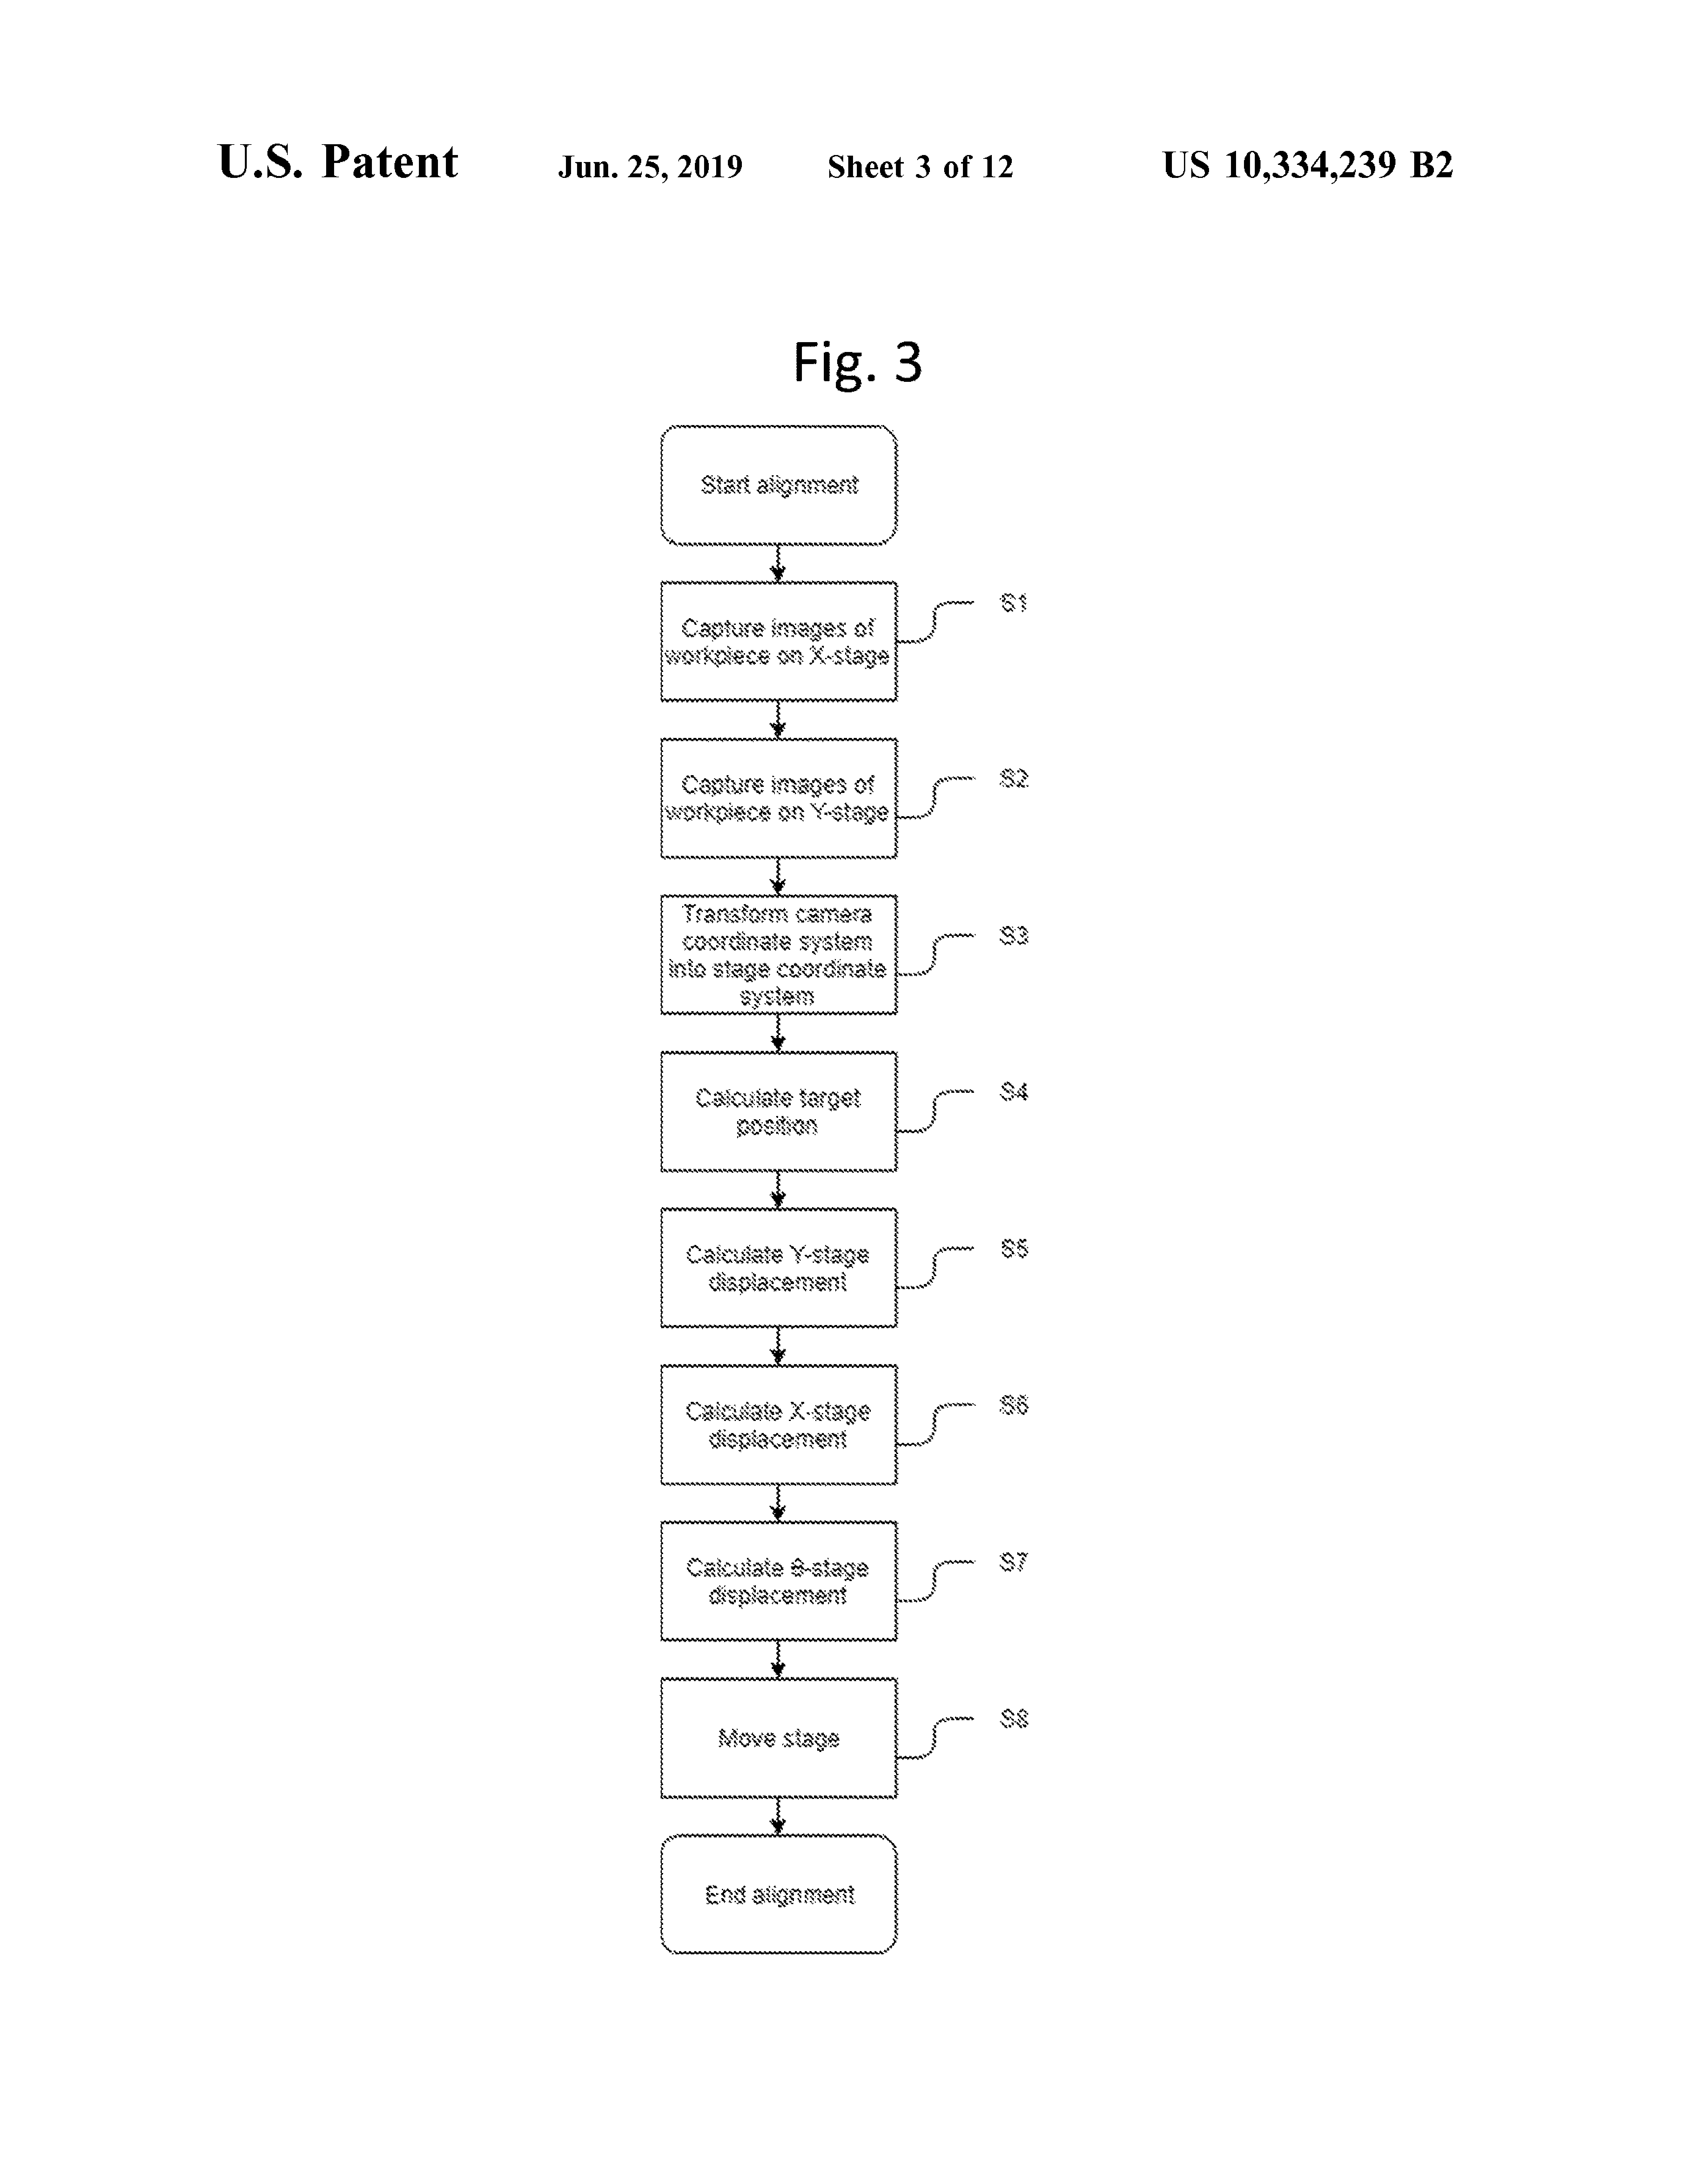 U.S. Patent Jun. 25, 2019 Sheet 3 of 12 US 10,334,239 B2
Fig. 3
Start alignment
S1
Capture images of
workpiece on X-stage
S2
Capture images of
workpiece on Y-stage
S3
Transform camera
coordinate system
into stage coordinate
system
S4
Calculate target
position
S5
Calculate Y-stage
displacement
S6
Calculate X-stage
displacement
S7
Calculate θ-stage
displacement
S8
Move stage
End alignment